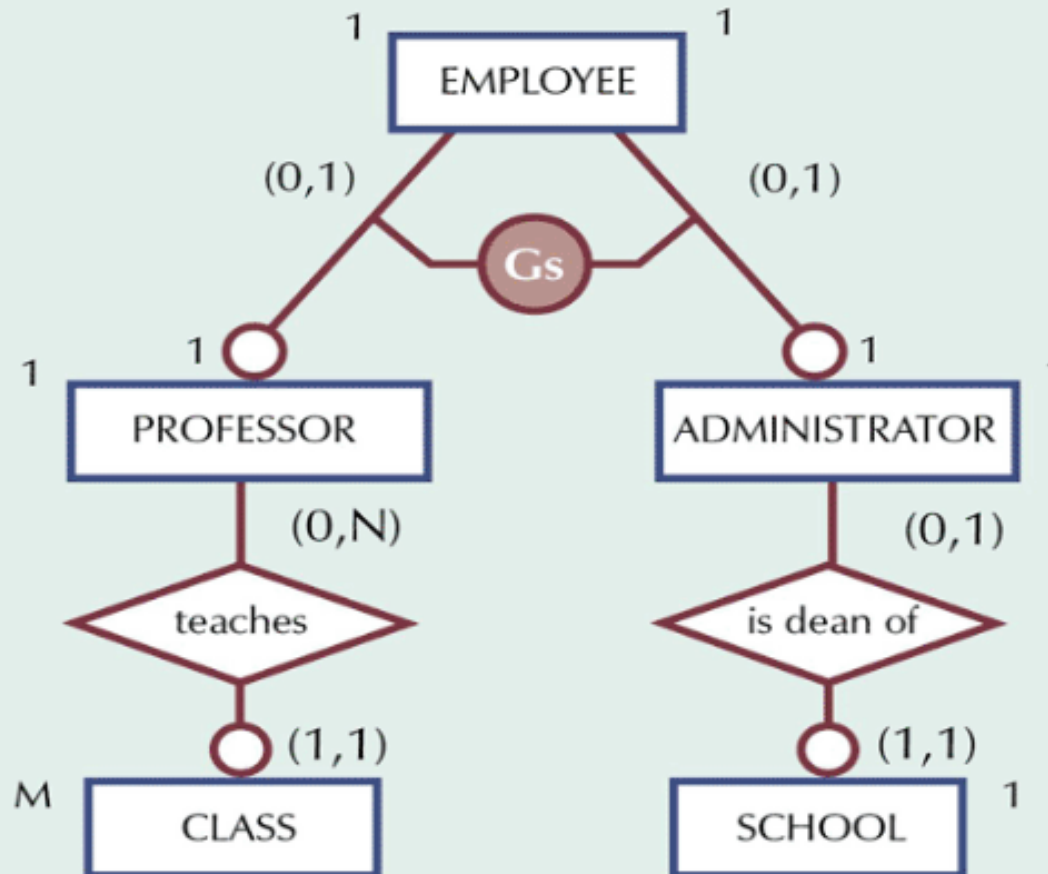 1 1
EMPLOYEE
(0,1) (0,1)
Gs
1 1
1
PROFESSOR ADMINISTRATOR
(0,N) (0,1)
teaches is dean of
(1,1) (1,1)
M 1
CLASS SCHOOL